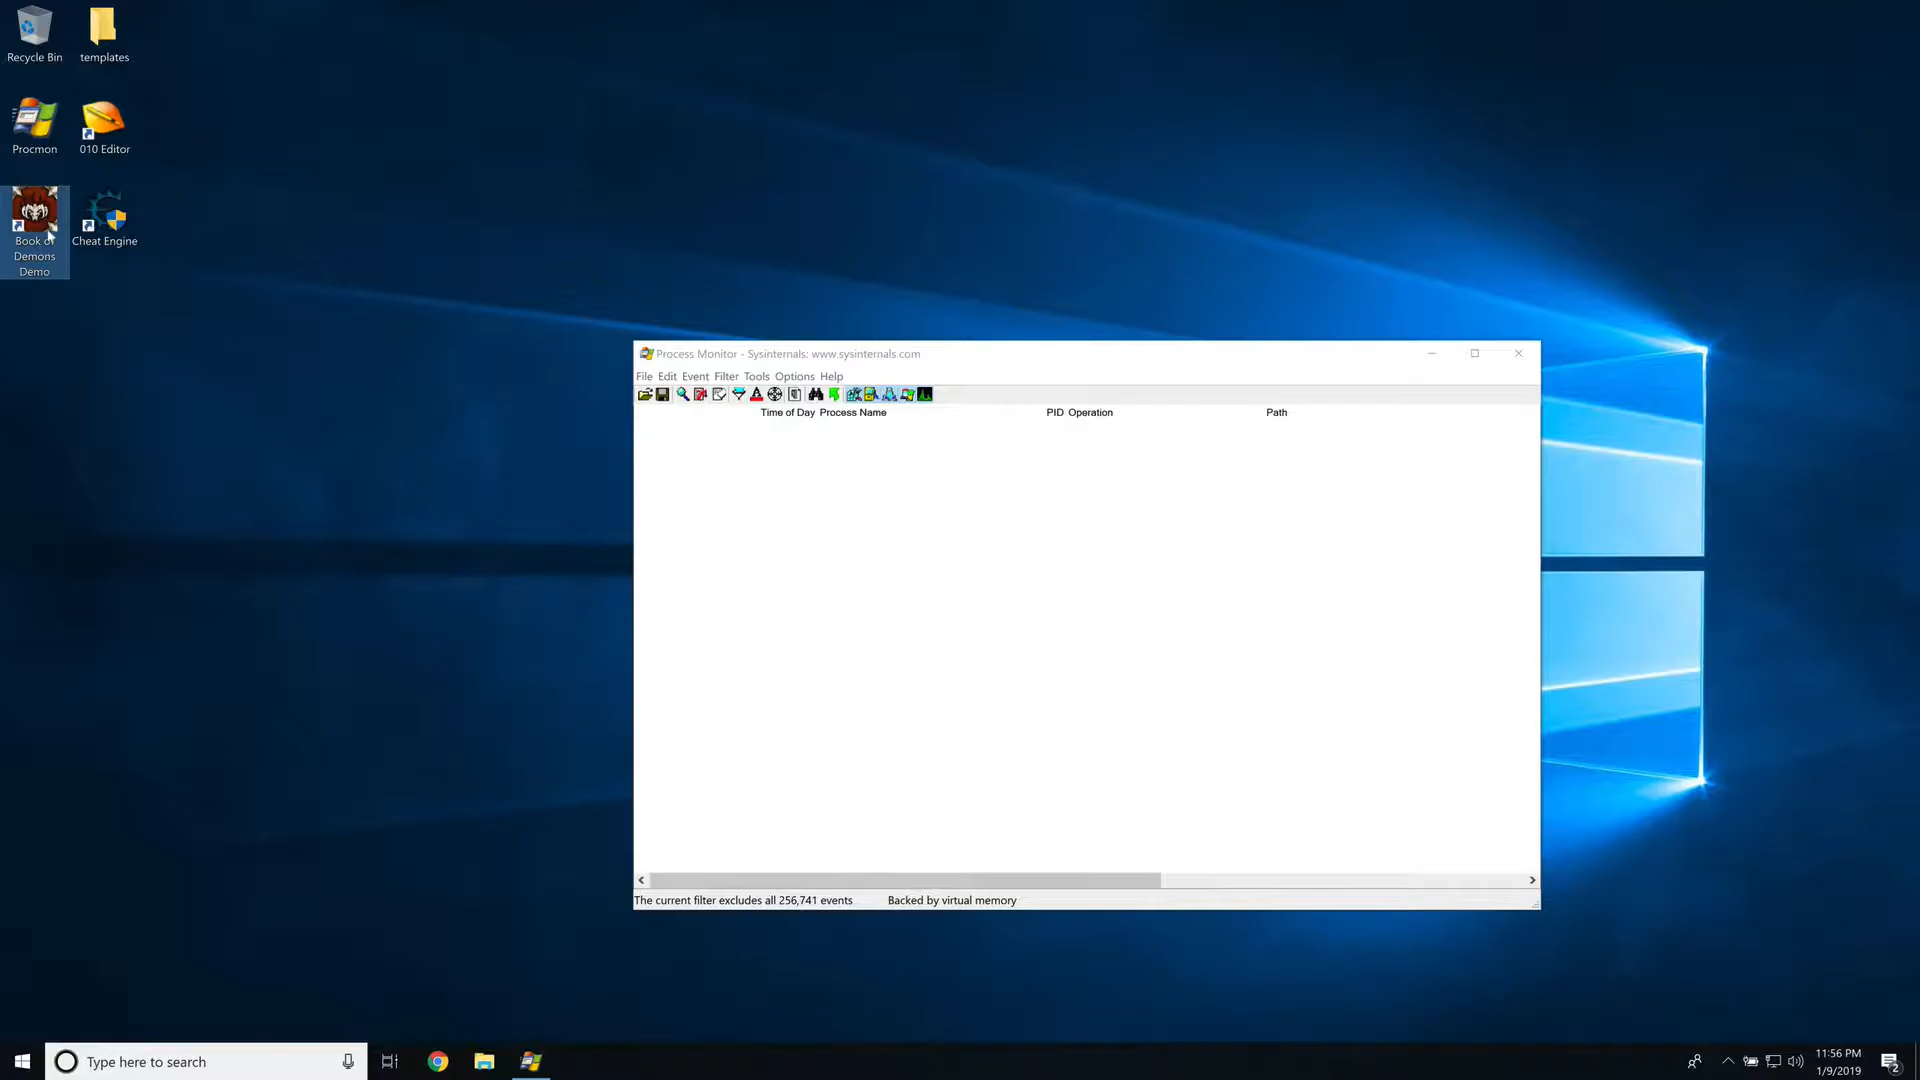 Recycle Bin
templates
Procmon
010 Editor
Book of
Demons
Demo
Cheat Engine
Process Monitor - Sysinternals: www.sysinternals.com
File Edit Event Filter Tools Options Help
Time of Day Process Name PID Operation Path
The current filter excludes all 256,741 events Backed by virtual memory
Type here to search
11:56 PM
1/9/2019
2